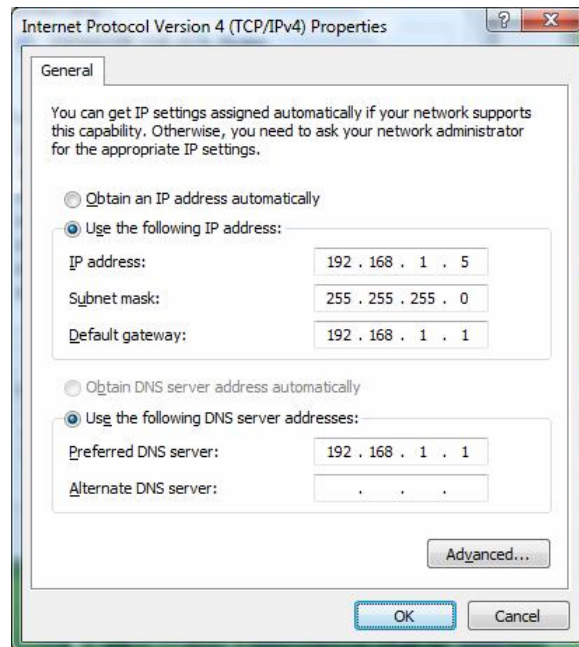 Internet Protocol Version 4 (TCP/IPv4) Properties
General
You can get IP settings assigned automatically if your network supports
this capability. Otherwise, you need to ask your network administrator
for the appropriate IP settings.
Obtain an IP address automatically
Use the following IP address:
IP address: 192 . 168 . 1 . 5
Subnet mask: 255 . 255 . 255 . 0
Default gateway: 192 . 168 . 1 . 1
Obtain DNS server address automatically
Use the following DNS server addresses:
Preferred DNS server: 192 . 168 . 1 . 1
Alternate DNS server: . . .
Advanced...
OK Cancel